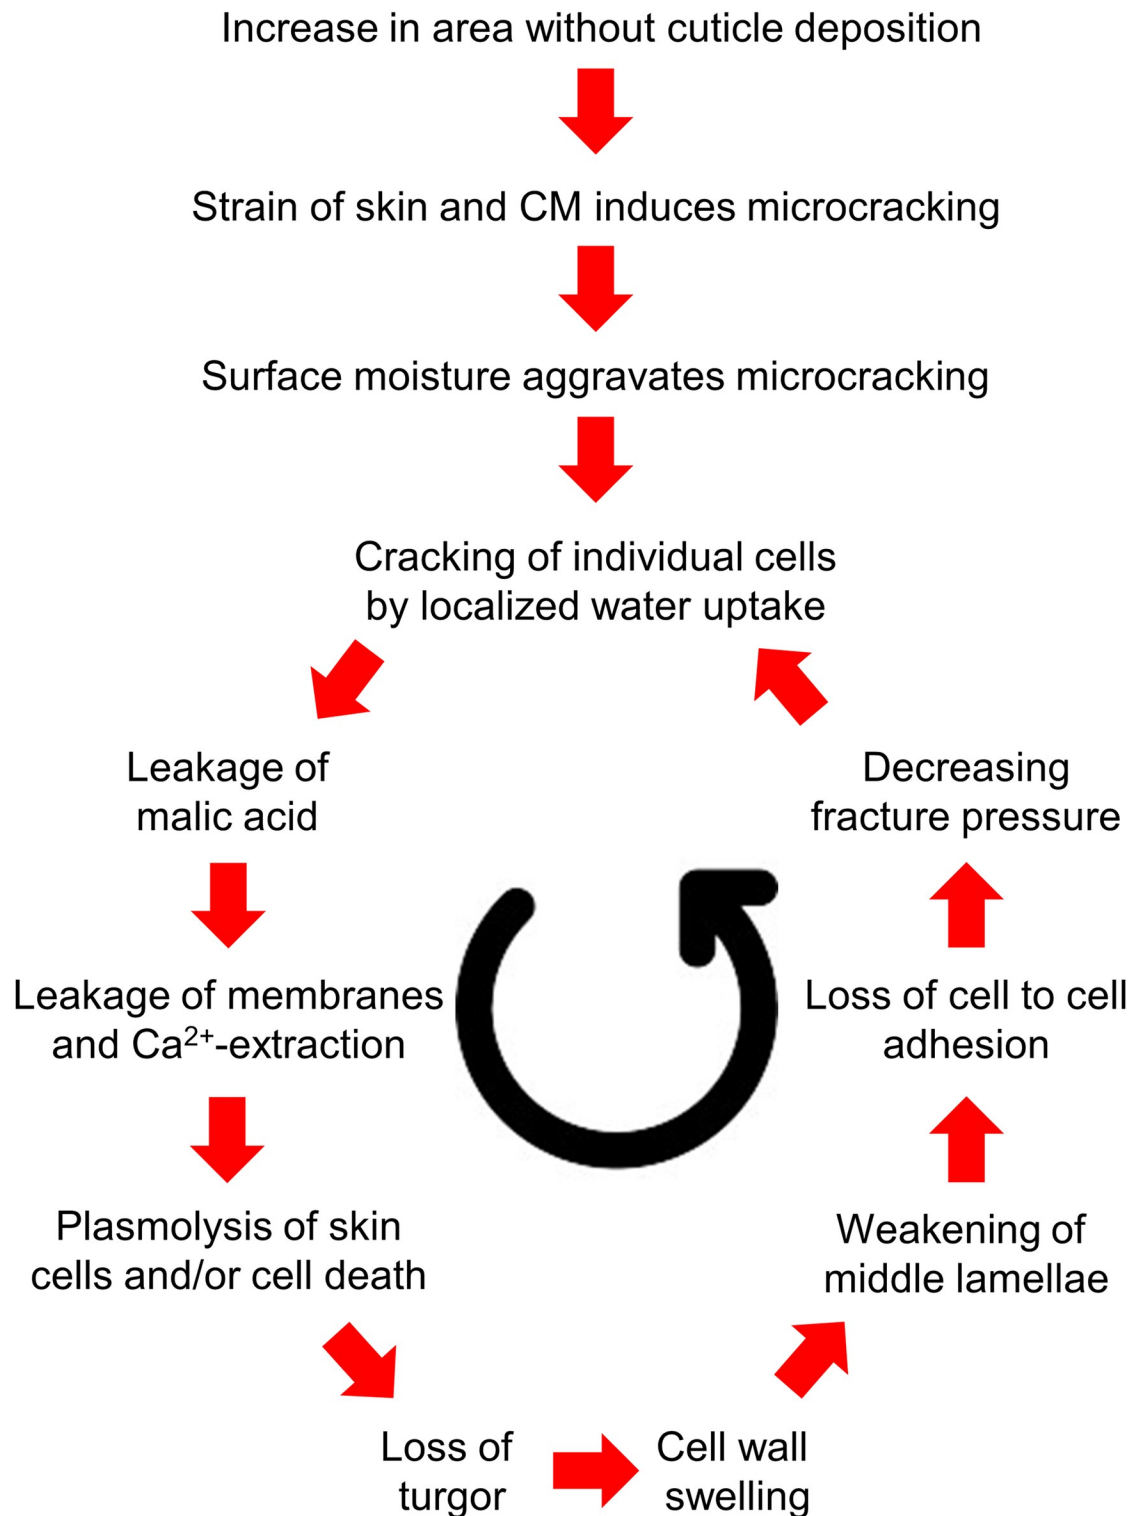 Increase in area without cuticle deposition
Strain of skin and CM induces microcracking
Surface moisture aggravates microcracking
Cracking of individual cells
by localized water uptake
Leakage of
malic acid
Leakage of membranes
and Ca²⁺-extraction
Plasmolysis of skin
cells and/or cell death
Loss of
turgor
Cell wall
swelling
Weakening of
middle lamellae
Loss of cell to cell
adhesion
Decreasing
fracture pressure